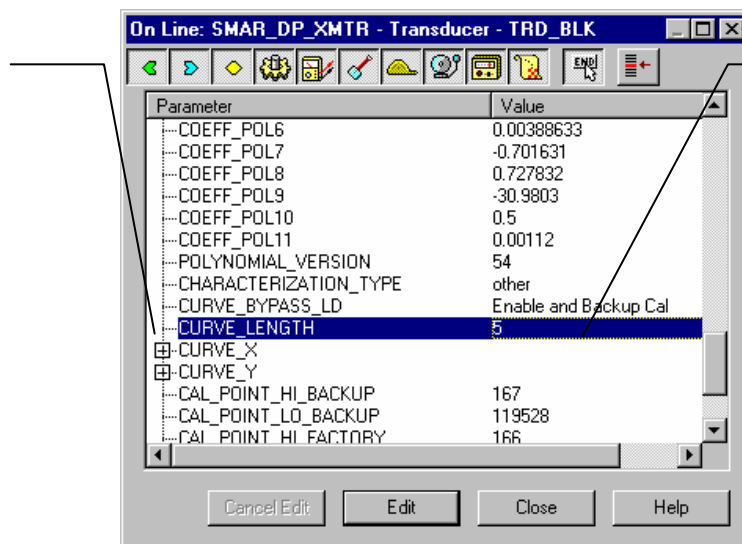 On Line: SMAR_DP_XMTR - Transducer - TRD_BLK
END
Parameter Value
COEFF_POL6 0.00388633
COEFF_POL7 -0.701631
COEFF_POL8 0.727832
COEFF_POL9 -30.9803
COEFF_POL10 0.5
COEFF_POL11 0.00112
POLYNOMIAL_VERSION 54
CHARACTERIZATION_TYPE other
CURVE_BYPASS_LD Enable and Backup Cal
CURVE_LENGTH 5
CURVE_X
CURVE_Y
CAL_POINT_HI_BACKUP 167
CAL_POINT_LO_BACKUP 119528
CAL_POINT_HI_FACTORY 166
Cancel Edit Edit Close Help